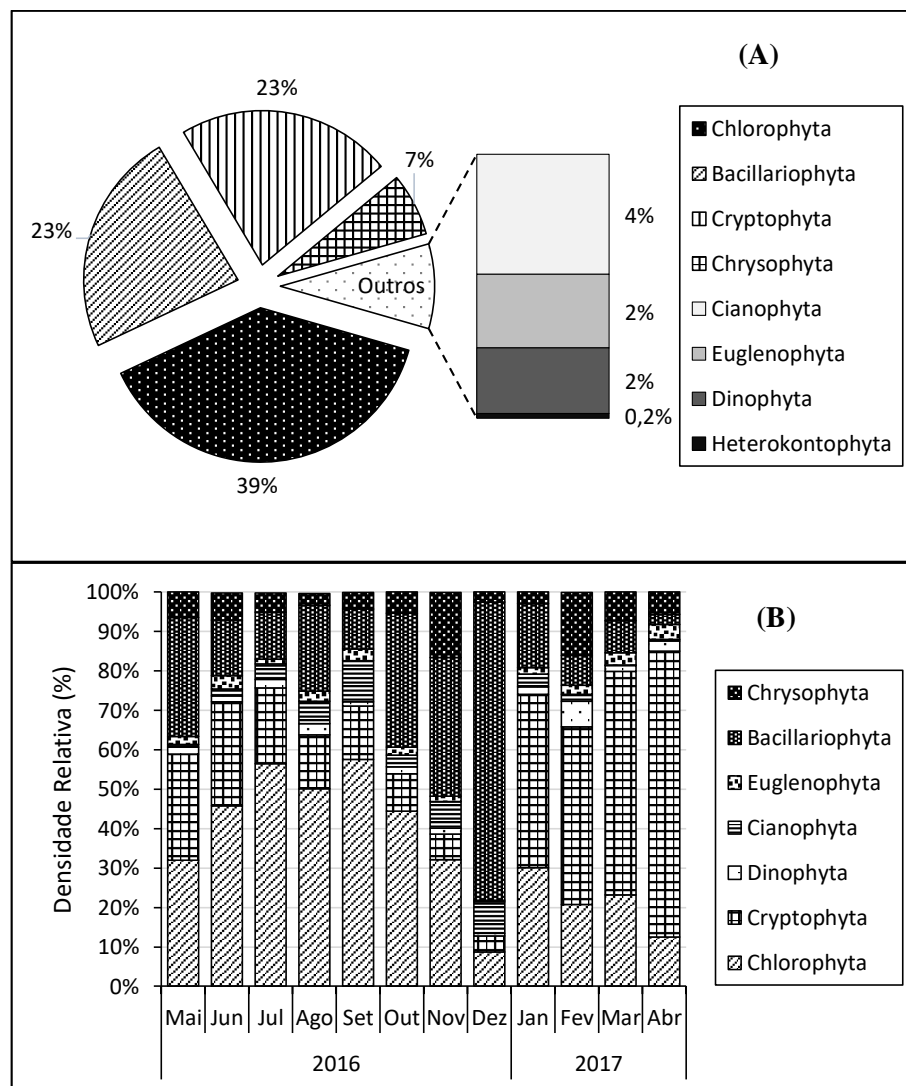 (A)
23%
7%
23%
4%
Outros
2%
2%
0,2%
39%
Chlorophyta
Bacillariophyta
Cryptophyta
Chrysophyta
Cianophyta
Euglenophyta
Dinophyta
Heterokontophyta
(B)
Densidade Relativa (%)
100%
90%
80%
70%
60%
50%
40%
30%
20%
10%
0%
Mai Jun Jul Ago Set Out Nov Dez Jan Fev Mar Abr
2016 2017
Chrysophyta
Bacillariophyta
Euglenophyta
Cianophyta
Dinophyta
Cryptophyta
Chlorophyta